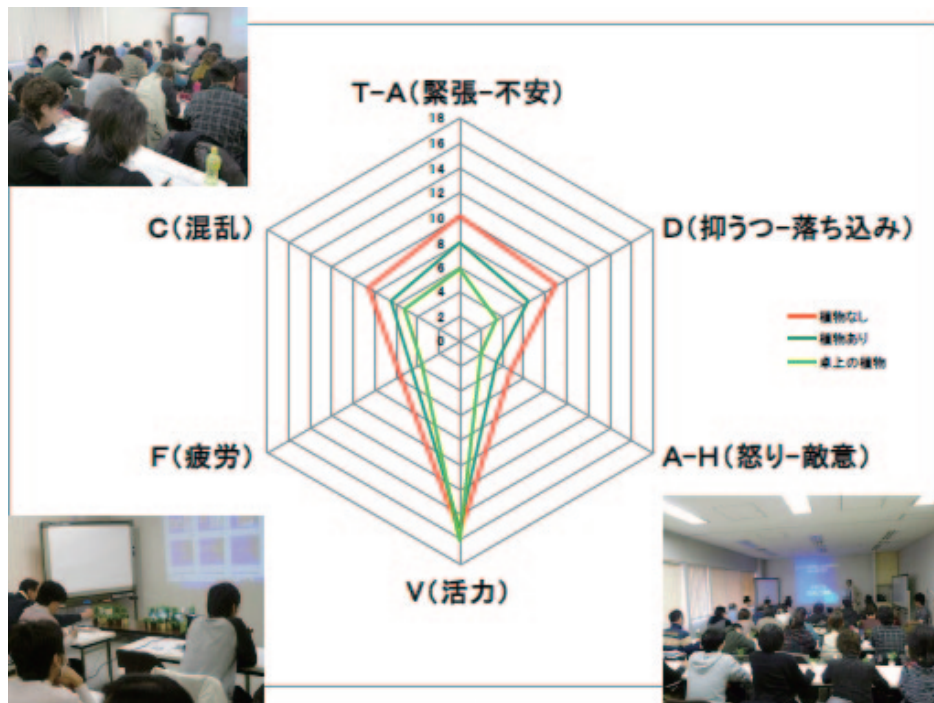 T-A(緊張-不安)
18
16
14
12
10
8
6
4
2
0
C(混乱)
D(抑うつ-落ち込み)
植物なし
植物あり
卓上の植物
F(疲労)
A-H(怒り-敵意)
V(活力)